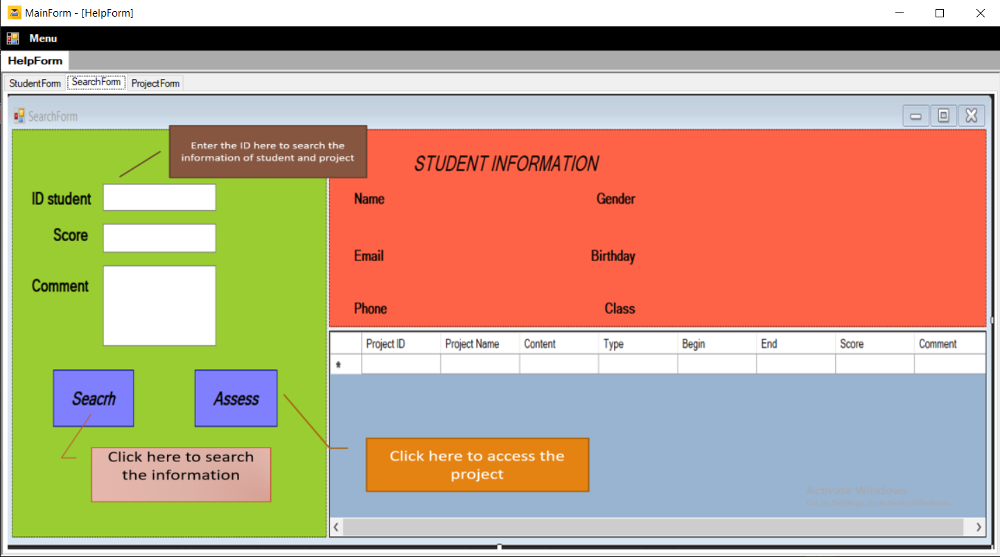 MainForm - [HelpForm]
Menu
HelpForm
StudentForm SearchForm ProjectForm
SearchForm
Enter the ID here to search the
information of student and project
ID student
Score
Comment
Seacrh Assess
Click here to search
the information
STUDENT INFORMATION
Name Gender
Email Birthday
Phone Class
Project ID Project Name Content Type Begin End Score Comment
*
Click here to access the
project
Activate Windows
Go to Settings to activate Windows.